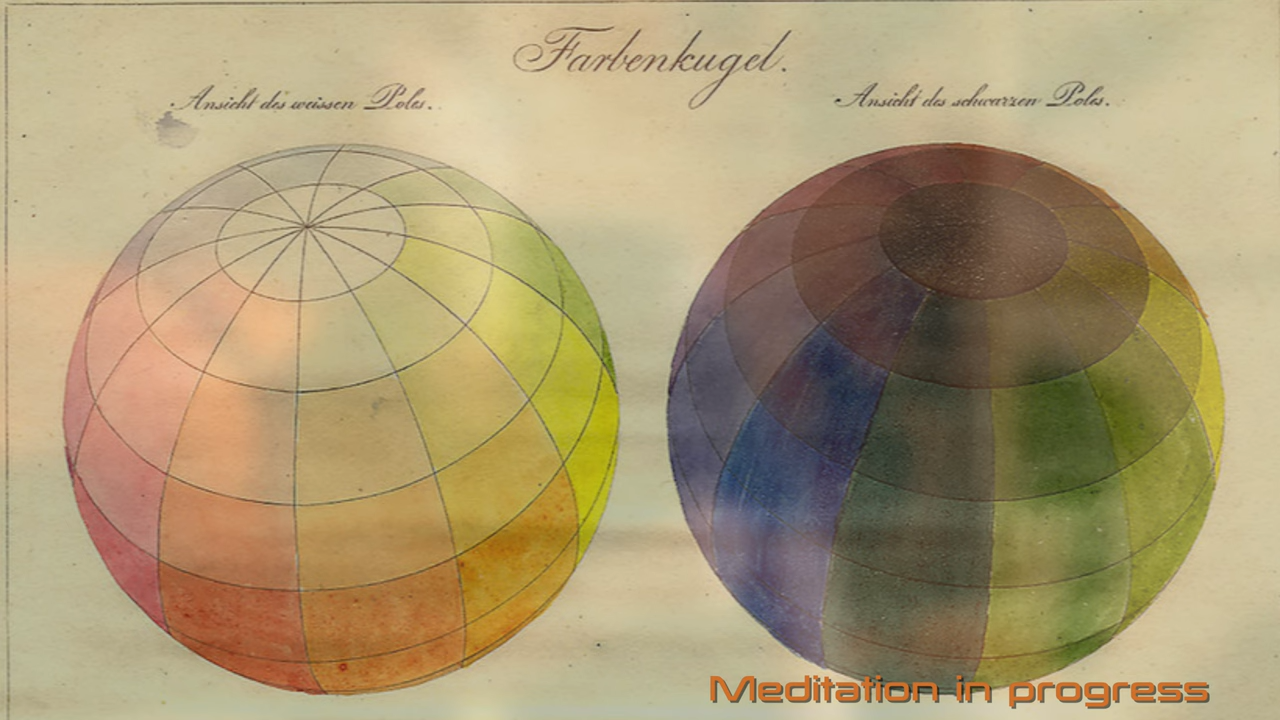 Farbenkugel.
Ansicht des weissen Poles.
Ansicht des schwarzen Poles.
Meditation in progress